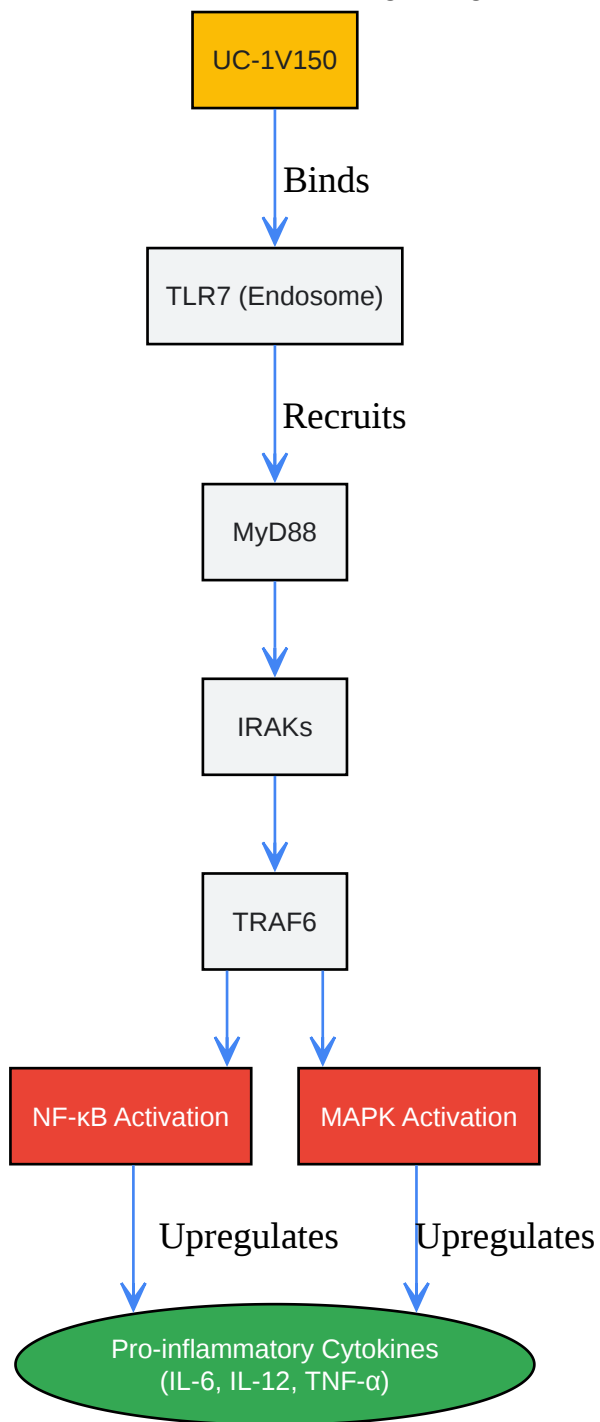 UC-1V150
Binds
TLR7 (Endosome)
Recruits
MyD88
IRAKs
TRAF6
NF-κB Activation
MAPK Activation
Upregulates
Upregulates
Pro-inflammatory Cytokines
(IL-6, IL-12, TNF-α)